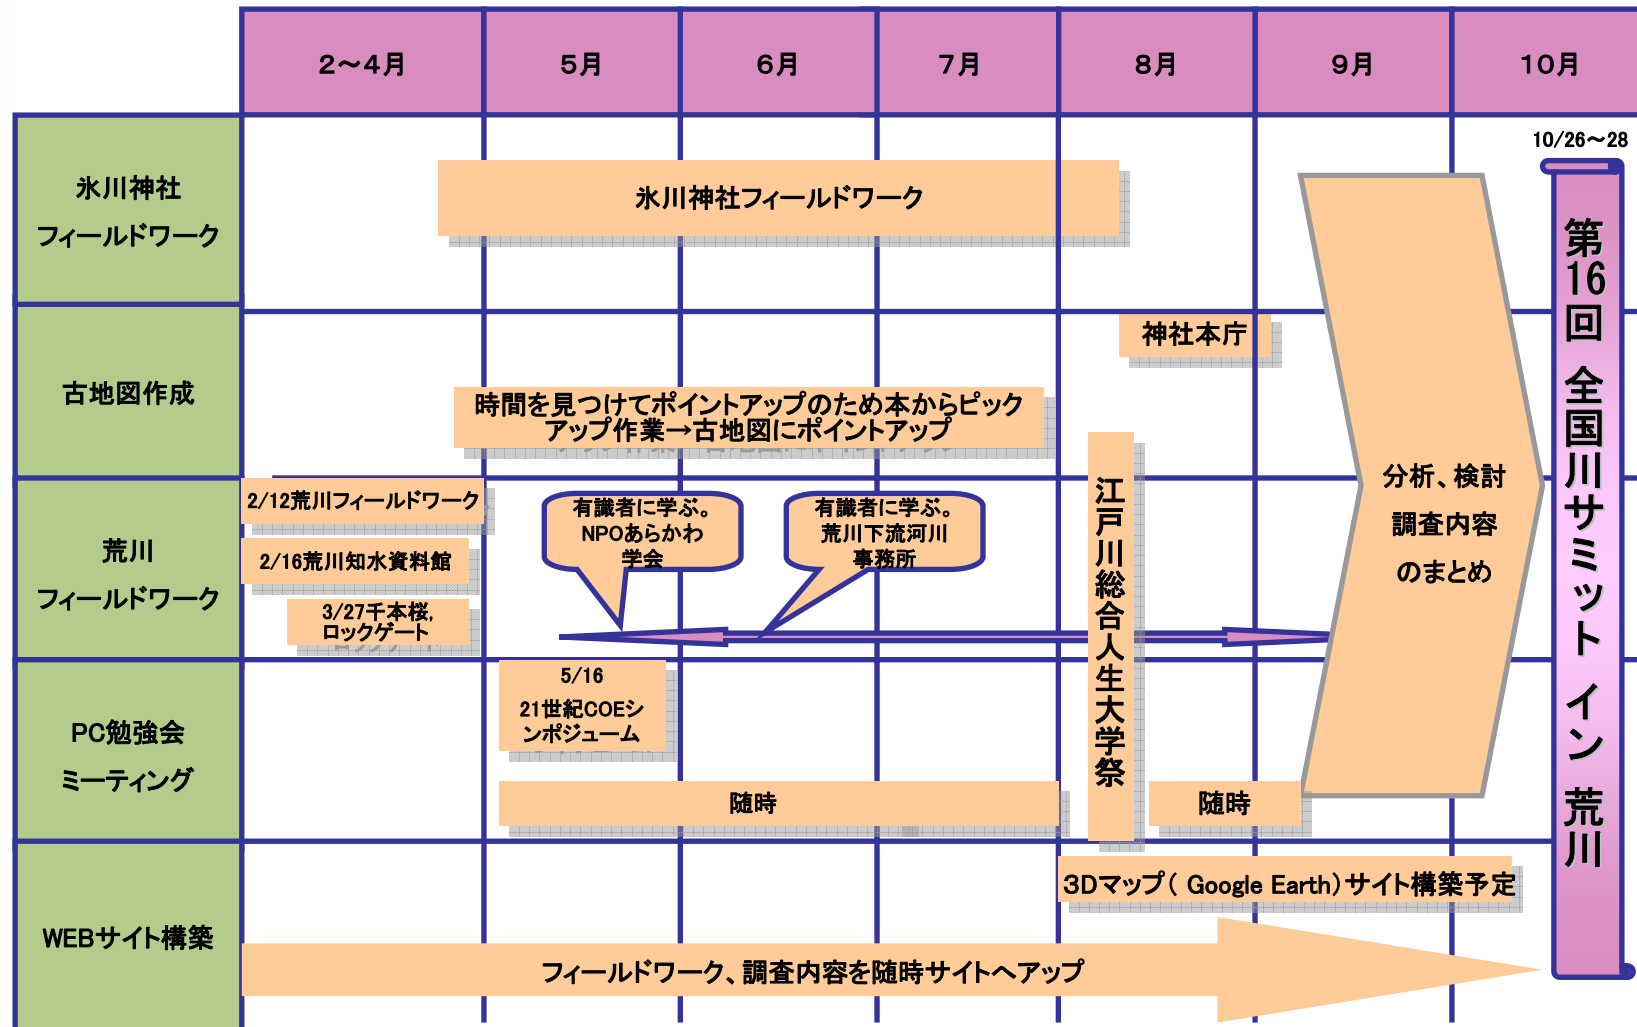 2～4月
5月
6月
7月
8月
9月
10月
氷川神社
フィールドワーク
氷川神社フィールドワーク
10/26～28
第16回 全国川サミット イン 荒川
古地図作成
神社本庁
時間を見つけてポイントアップのため本からピック
アップ作業→古地図にポイントアップ
江戸川総合人生大学祭
分析、検討
調査内容
のまとめ
荒川
フィールドワーク
2/12荒川フィールドワーク
2/16荒川知水資料館
3/27千本桜,
ロックゲート
有識者に学ぶ。
NPOあらかわ
学会
有識者に学ぶ。
荒川下流河川
事務所
PC勉強会
ミーティング
5/16
21世紀COEシ
ンポジューム
随時
随時
WEBサイト構築
3Dマップ（ Google Earth）サイト構築予定
フィールドワーク、調査内容を随時サイトへアップ